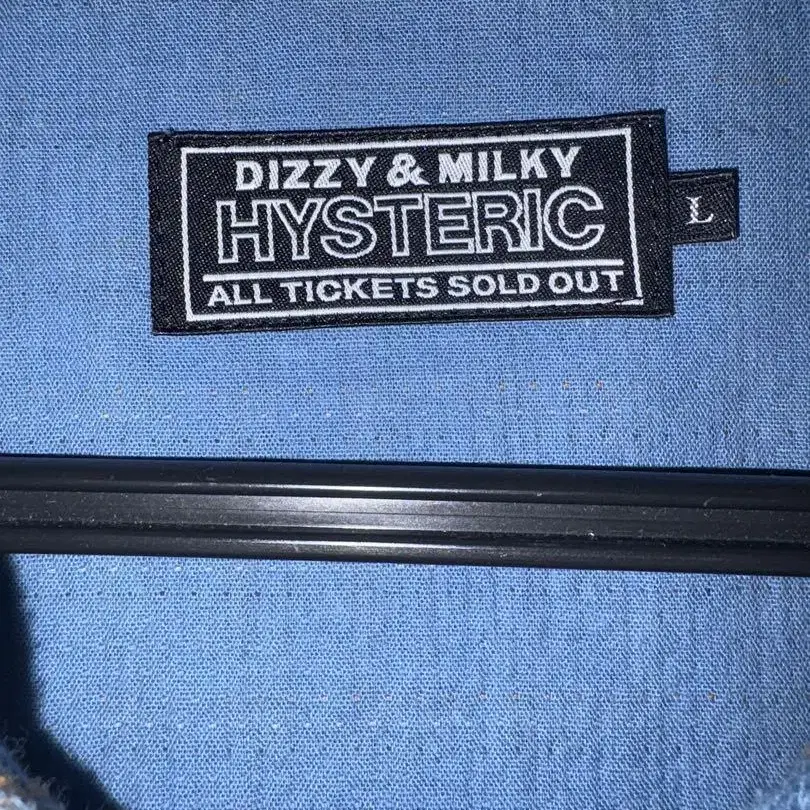 DIZZY & MILKY
HYSTERIC
ALL TICKETS SOLD OUT
L